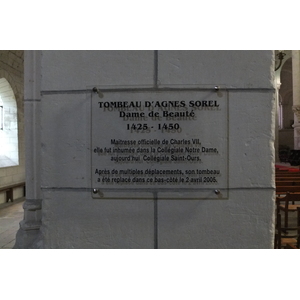 TOMBEAU D'AGNES SOREL
Dame de Beauté
1425 - 1450
Maîtresse officielle de Charles VII,
elle fut inhumée dans la Collégiale Notre Dame,
aujourd'hui Collégiale Saint-Ours.
Après de multiples déplacements, son tombeau
a été replacé dans ce bas-côté le 2 avril 2005.